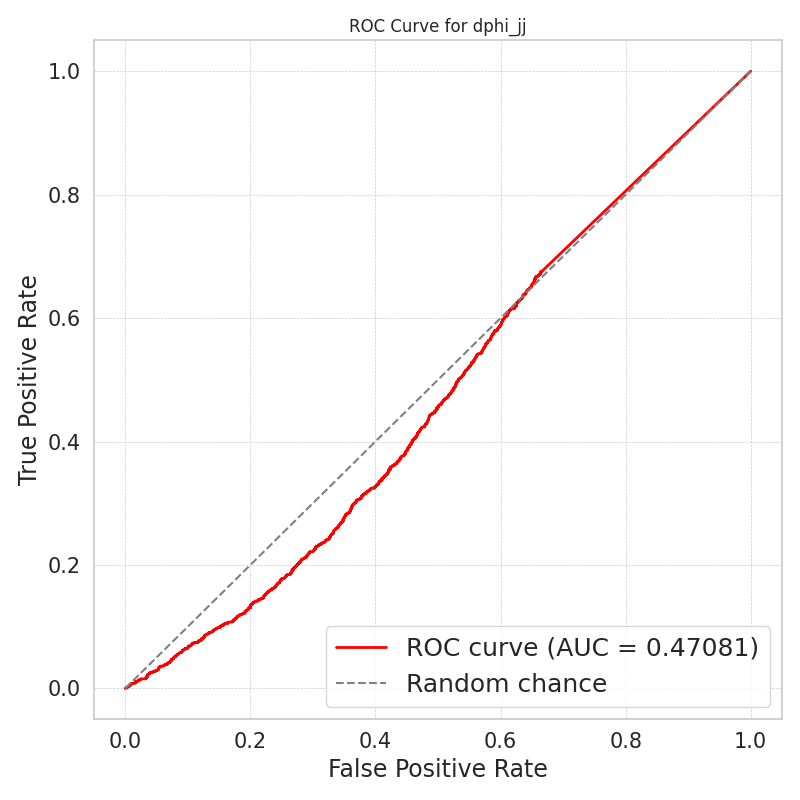 ROC Curve for dphi_jj
True Positive Rate
1.0
0.8
0.6
0.4
0.2
0.0
ROC curve (AUC = 0.47081)
Random chance
0.0 0.2 0.4 0.6 0.8 1.0
False Positive Rate